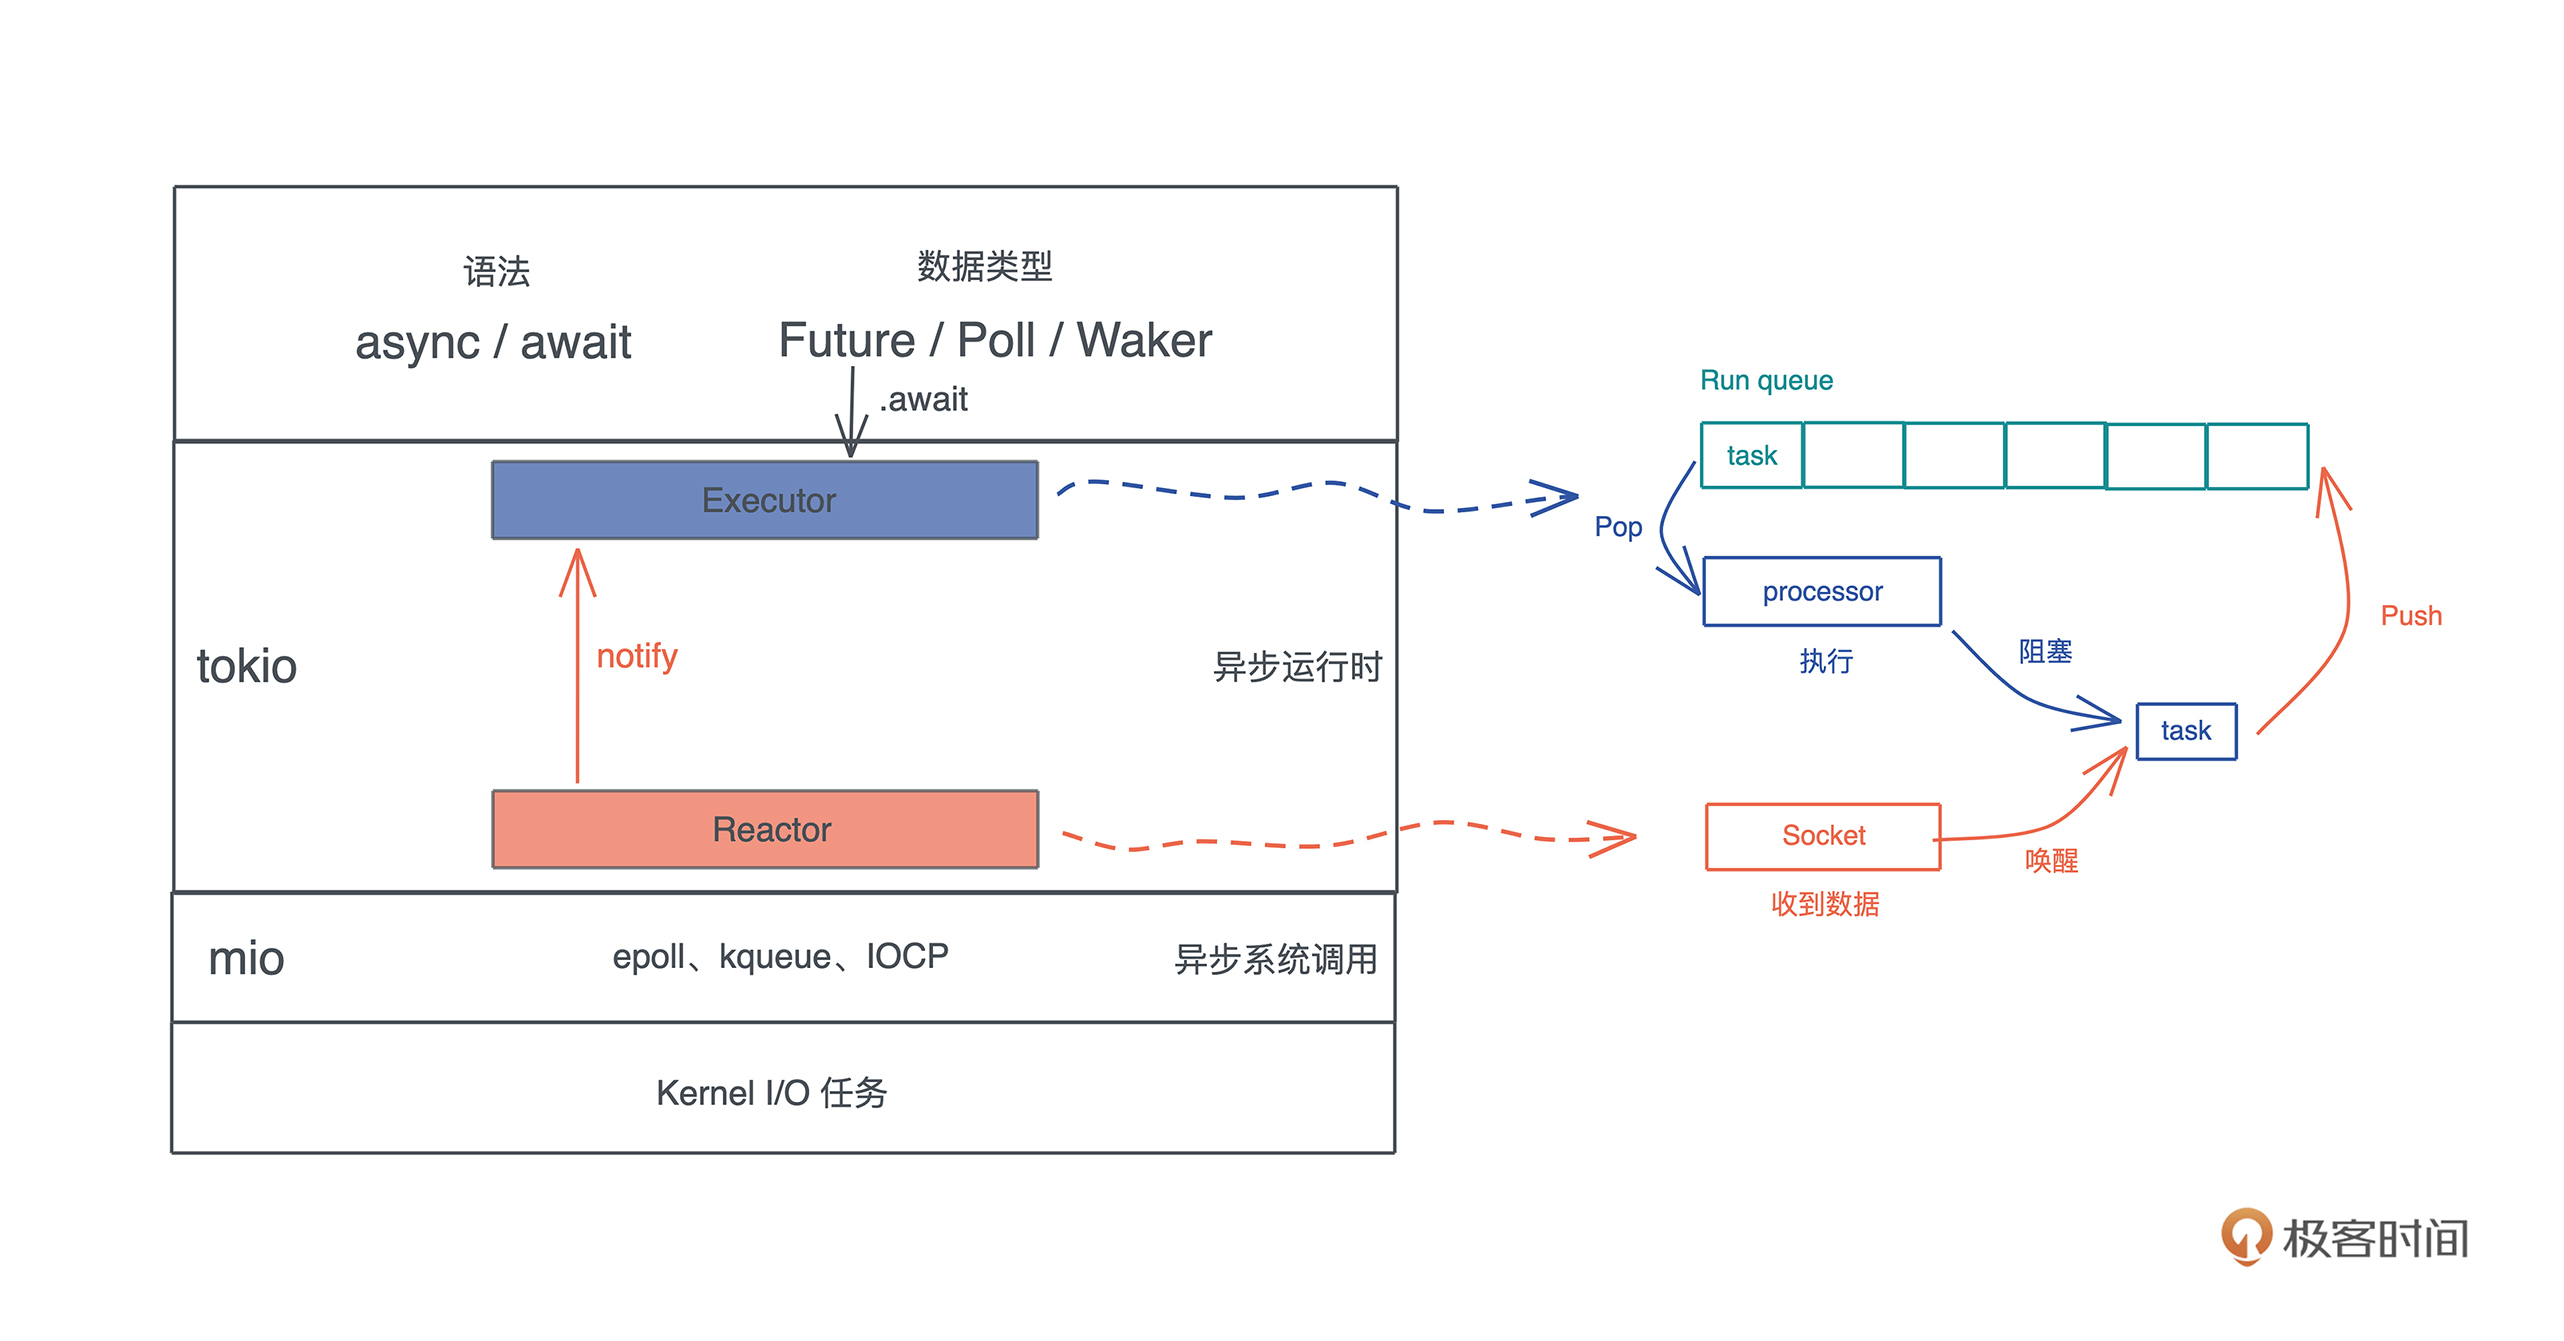 语法
数据类型
async / await
Future / Poll / Waker
.await
Executor
notify
tokio
异步运行时
Reactor
mio
epoll、kqueue、IOCP
异步系统调用
Kernel I/O 任务
Run queue
task
Pop
processor
执行
阻塞
Push
task
Socket
唤醒
收到数据
极客时间